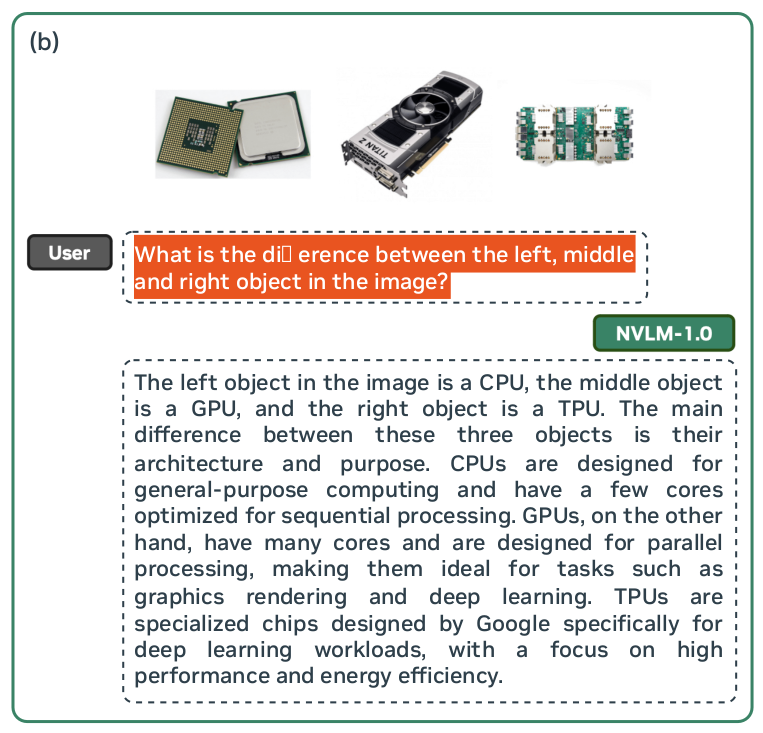 (b)
TITAN Z
User
What is the di▯ erence between the left, middle
and right object in the image?
NVLM-1.0
The left object in the image is a CPU, the middle object
is a GPU, and the right object is a TPU. The main
difference between these three objects is their
architecture and purpose. CPUs are designed for
general-purpose computing and have a few cores
optimized for sequential processing. GPUs, on the other
hand, have many cores and are designed for parallel
processing, making them ideal for tasks such as
graphics rendering and deep learning. TPUs are
specialized chips designed by Google specifically for
deep learning workloads, with a focus on high
performance and energy efficiency.